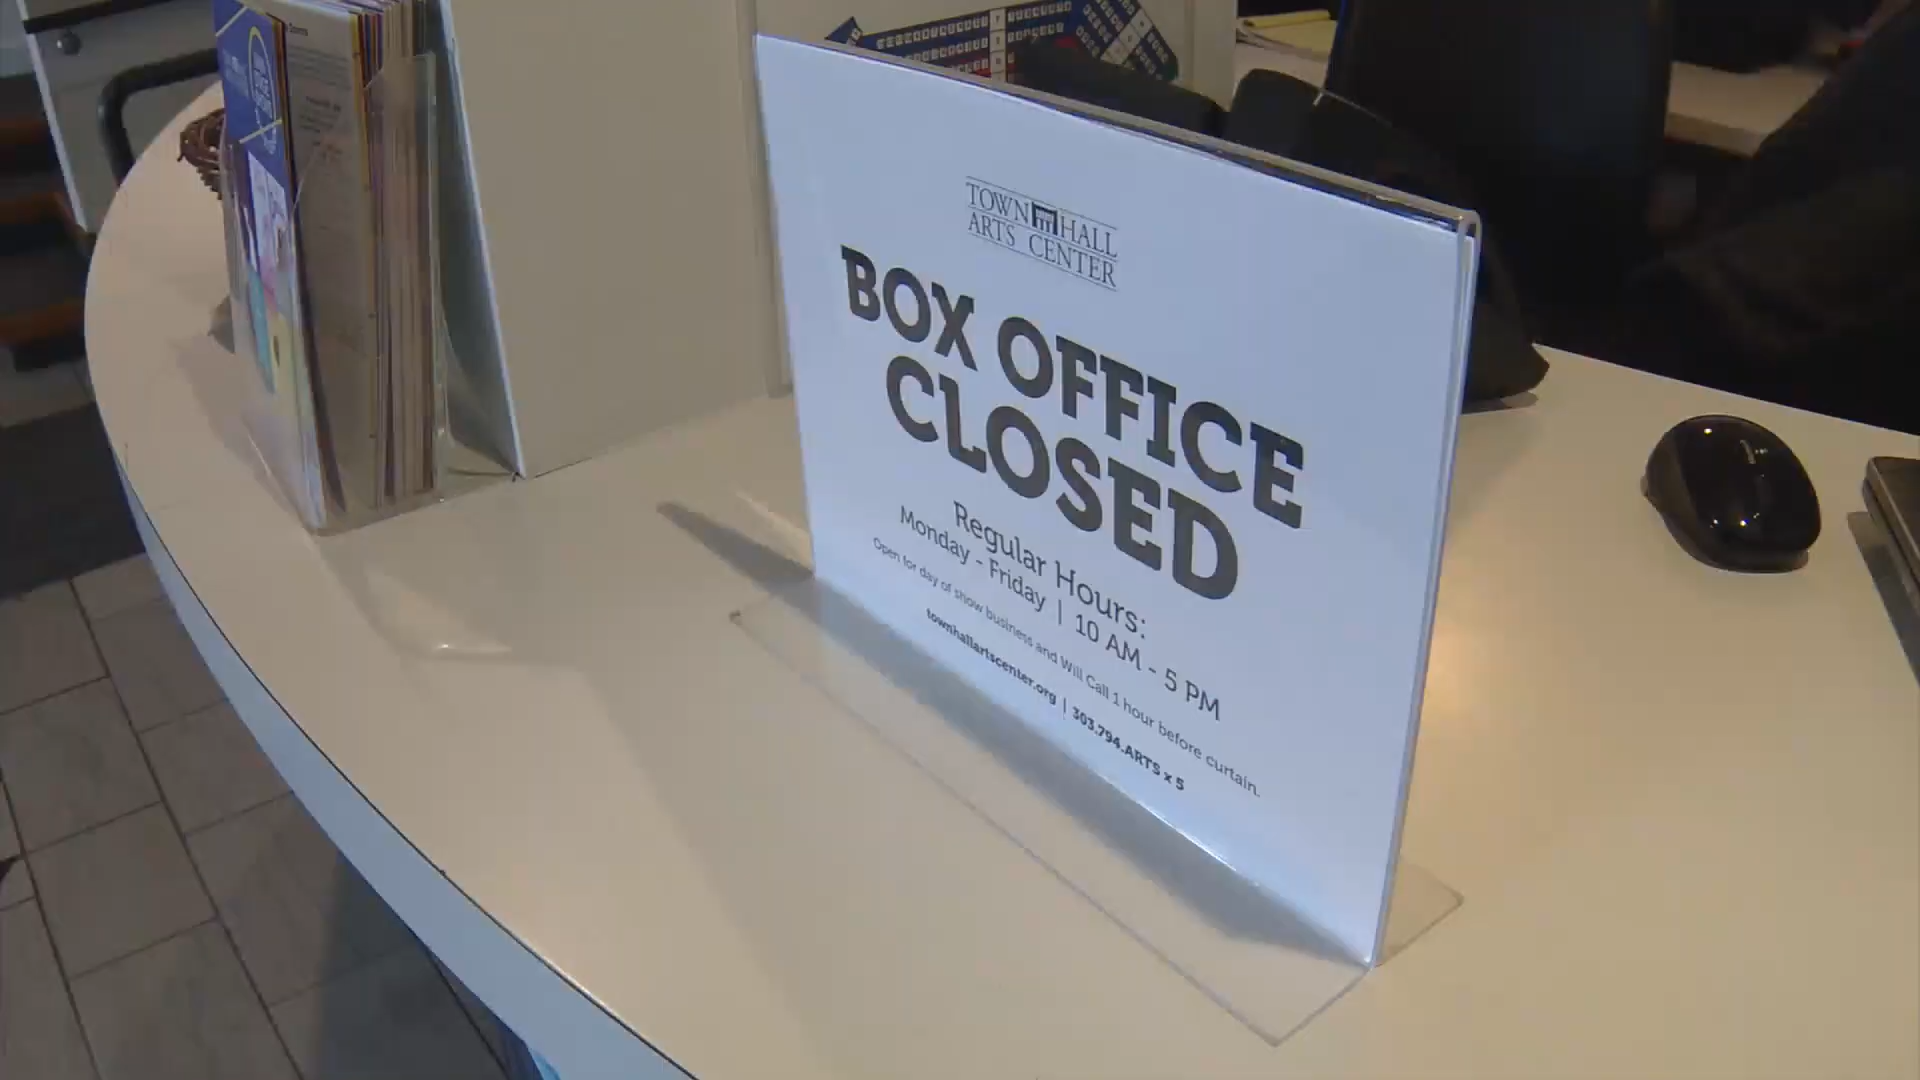 TOWN HALL
ARTS CENTER
BOX OFFICE
CLOSED
Regular Hours:
Monday - Friday | 10 AM - 5 PM
Open for day of show business and Will Call 1 hour before curtain.
townhallartscenter.org | 303.794.ARTS x 5